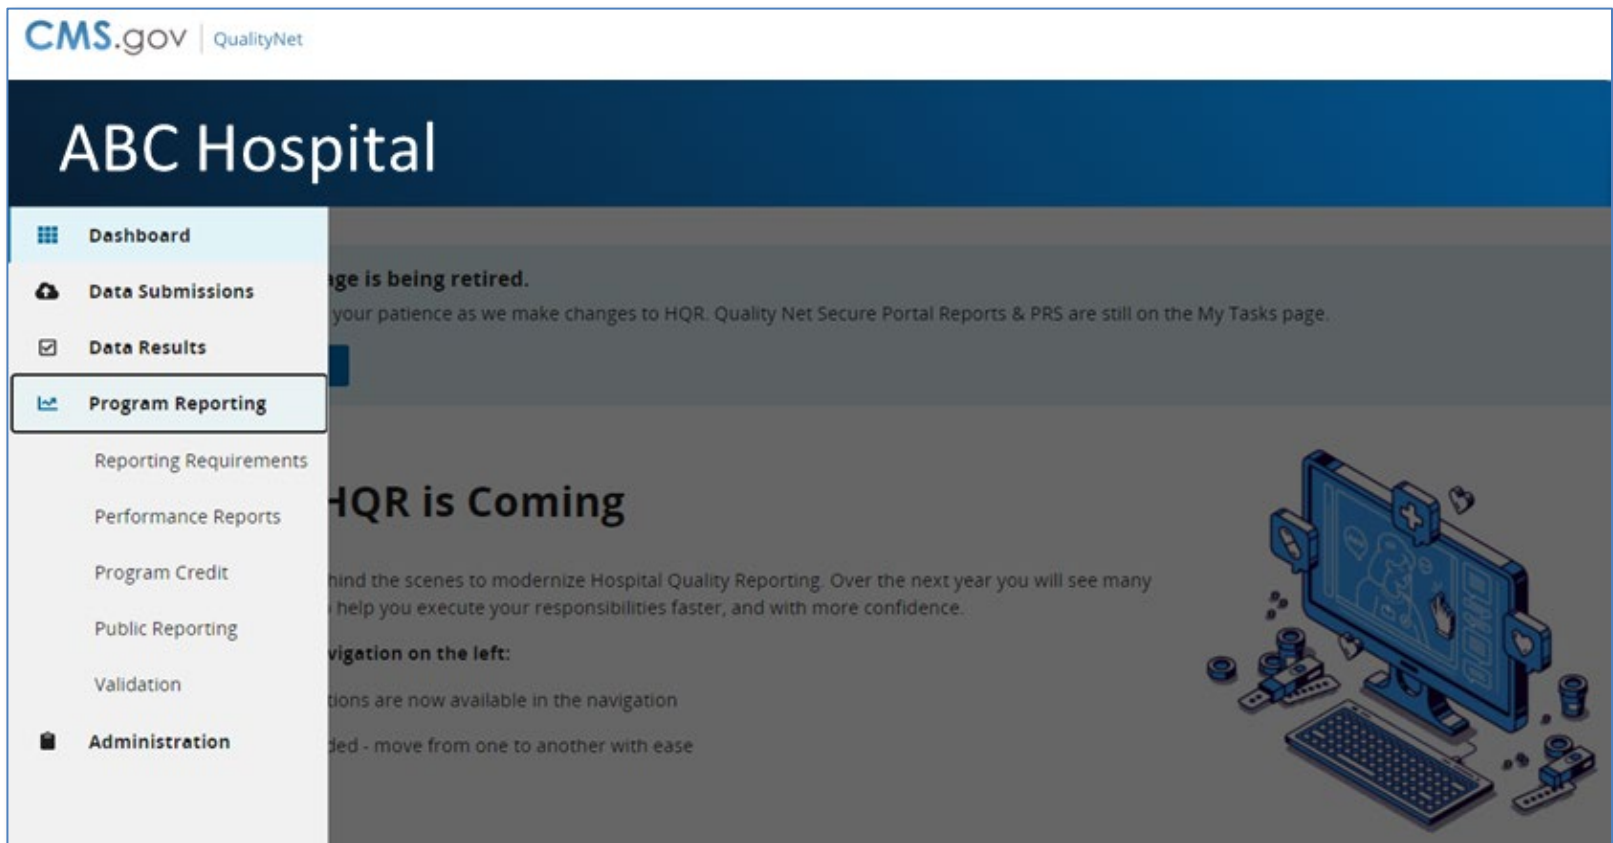 CMS.gov | QualityNet
ABC Hospital
Dashboard
Data Submissions
Data Results
Program Reporting
Reporting Requirements
Performance Reports
Program Credit
Public Reporting
Validation
Administration
age is being retired.
your patience as we make changes to HQR. Quality Net Secure Portal Reports & PRS are still on the My Tasks page.
HQR is Coming
hind the scenes to modernize Hospital Quality Reporting. Over the next year you will see many
help you execute your responsibilities faster, and with more confidence.
vigation on the left:
tions are now available in the navigation
ded - move from one to another with ease